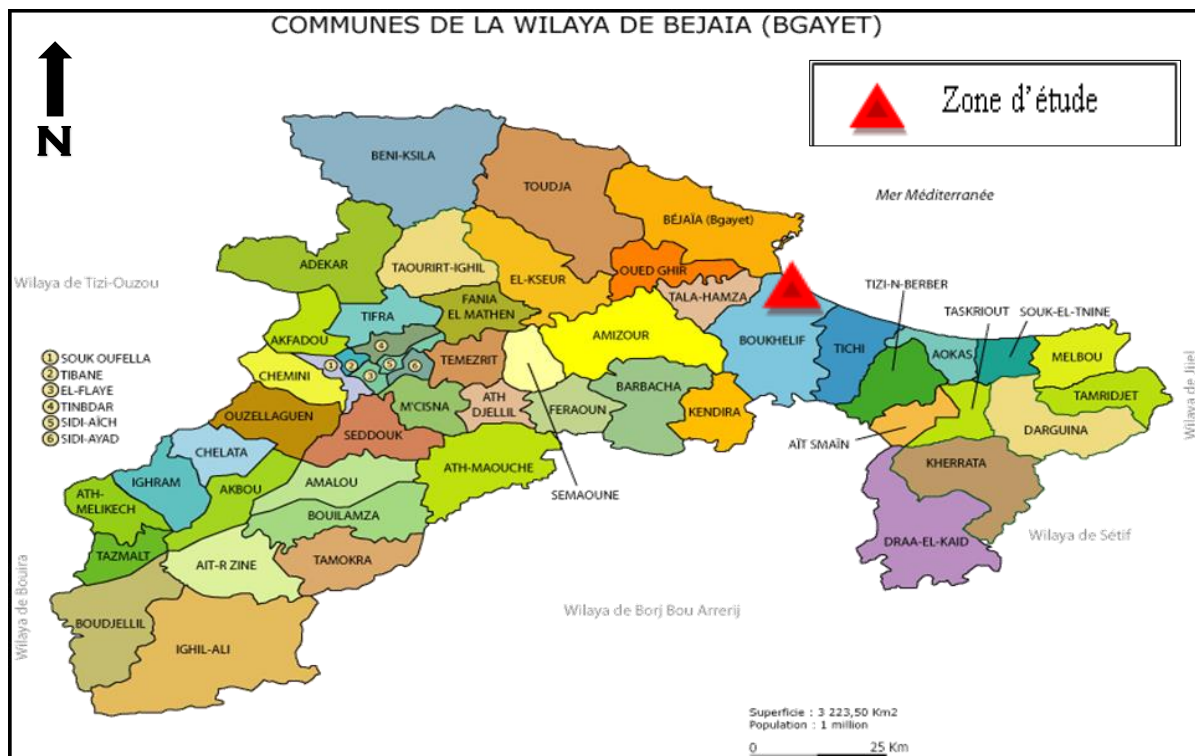 COMMUNES DE LA WILAYA DE BEJAIA (BGAYET)
N
Zone d'étude
BENI-KSILA
TOUDJA
BÉJAÏA (Bgayet)
Mer Méditerranée
Wilaya de Tizi-Ouzou
ADEKAR
TAOURIRT-IGHIL
EL-KSEUR
OUED GHIR
TALA-HAMZA
TIZI-N-BERBER
TASKRIOUT
SOUK-EL-TNINE
AKFADOU
TIFRA
FANIA
EL MATHEN
AMIZOUR
BOUKHELIF
TICHI
AOKAS
MELBOU
Wilaya de Jijel
1 SOUK OUFELLA
2 TIBANE
3 EL-FLAYE
4 TINBDAR
5 SIDI-AÏCH
6 SIDI-AYAD
4
1
2
3
5
6
CHEMINI
TEMEZRIT
BARBACHA
TAMRIDJET
OUZELLAGUEN
M'CISNA
ATH
DJELLIL
FERAOUN
KENDIRA
DARGUINA
SEDDOUK
AÏT SMAÏN
CHELATA
ATH-MAOUCHE
KHERRATA
IGHRAM
AKBOU
AMALOU
SEMAOUNE
ATH-
MELIKECH
BOUILAMZA
DRAA-EL-KAID
Wilaya de Sétif
TAZMALT
AIT-R ZINE
TAMOKRA
Wilaya de Bouira
BOUDJELLIL
Wilaya de Borj Bou Arrerij
IGHIL-ALI
Superficie : 3 223,50 Km2
Population : 1 million
0 25 Km